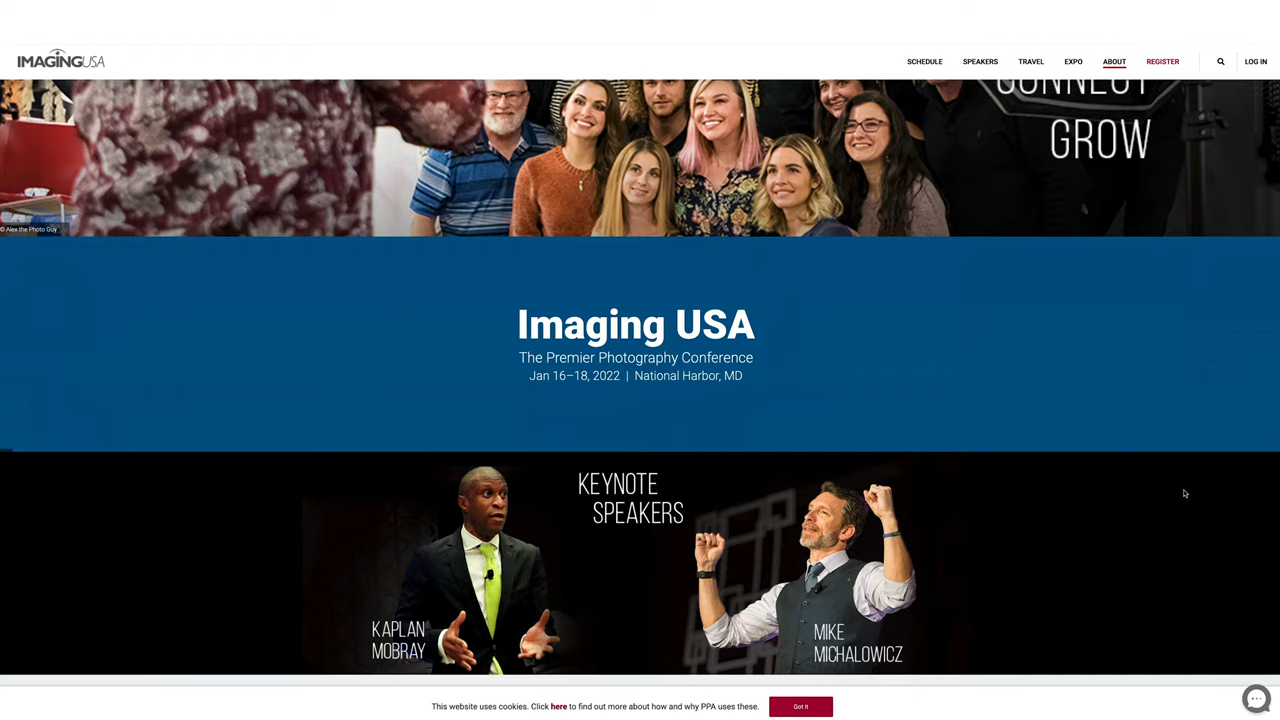 IMAGINGUSA
SCHEDULE
SPEAKERS
TRAVEL
EXPO
ABOUT
REGISTER
LOG IN
CONNECT
GROW
© Alex the Photo Guy
Imaging USA
The Premier Photography Conference
Jan 16–18, 2022 | National Harbor, MD
KEYNOTE
SPEAKERS
KAPLAN
MOBRAY
MIKE
MICHALOWICZ
This website uses cookies. Click here to find out more about how and why PPA uses these.
Got It